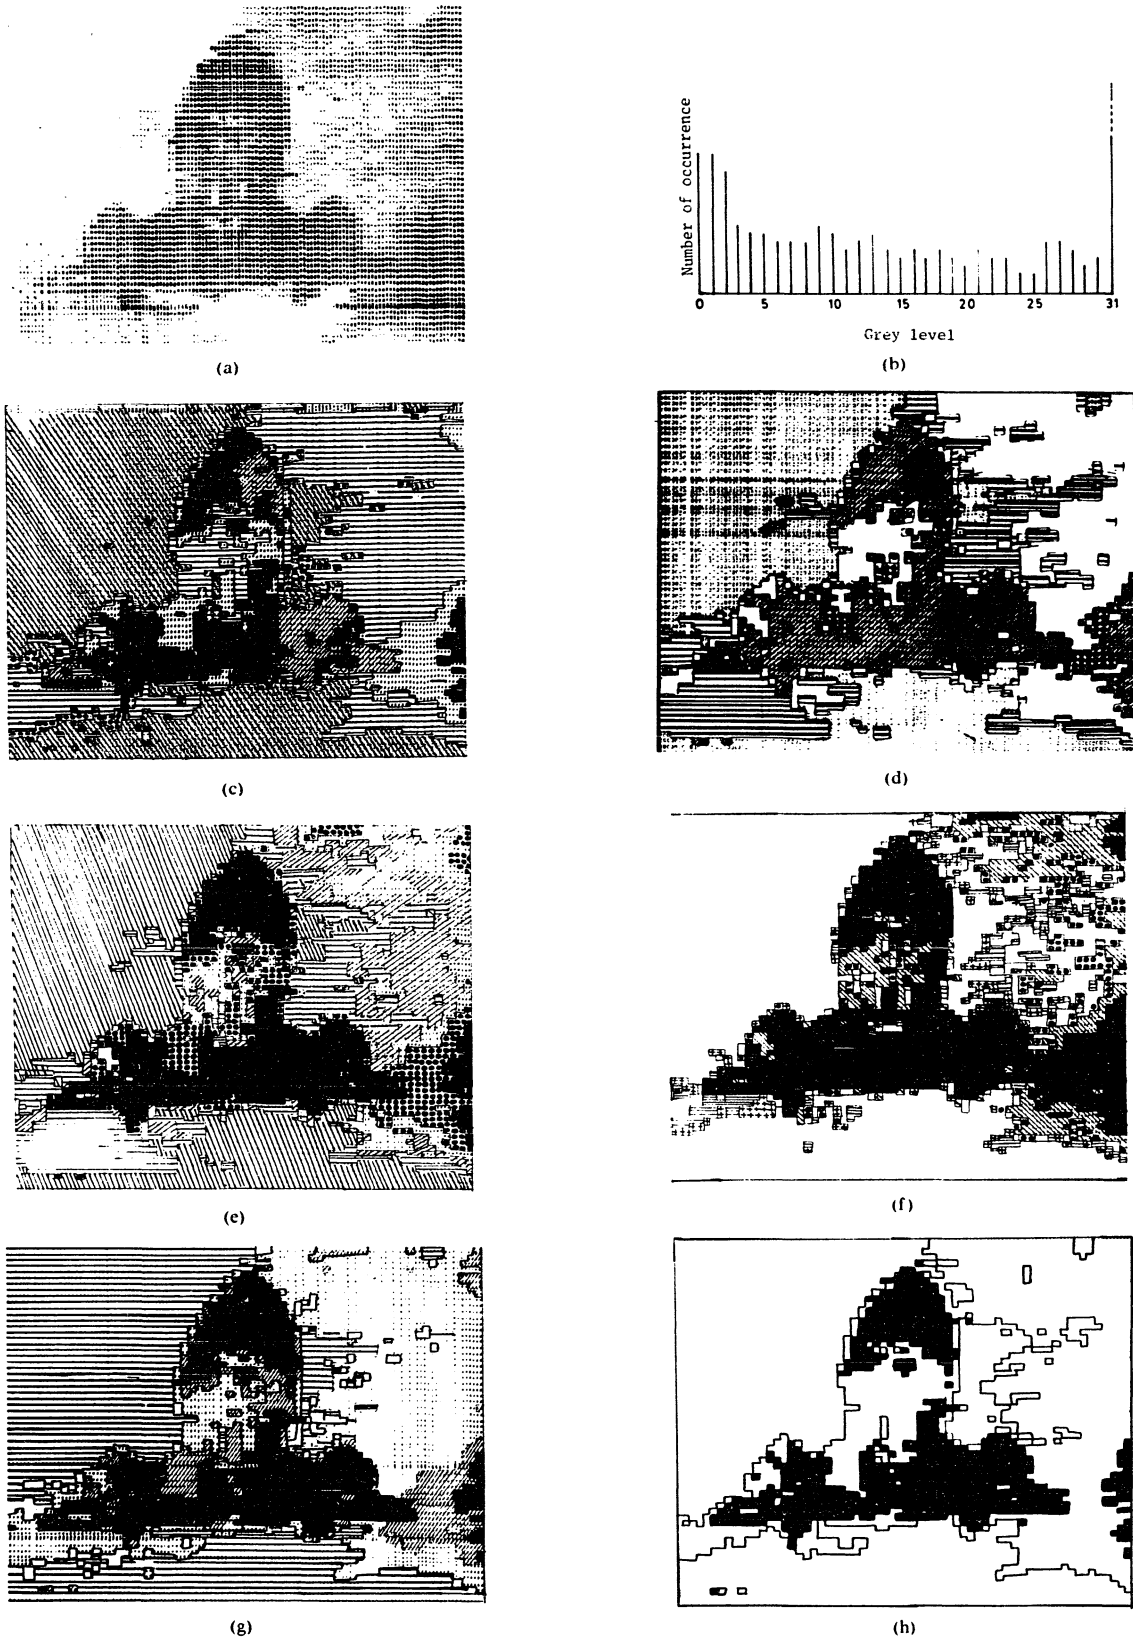 (a)
Number of occurrence
0 5 10 15 20 25 31
Grey level
(b)
(c)
(d)
(e)
(f)
(g)
(h)